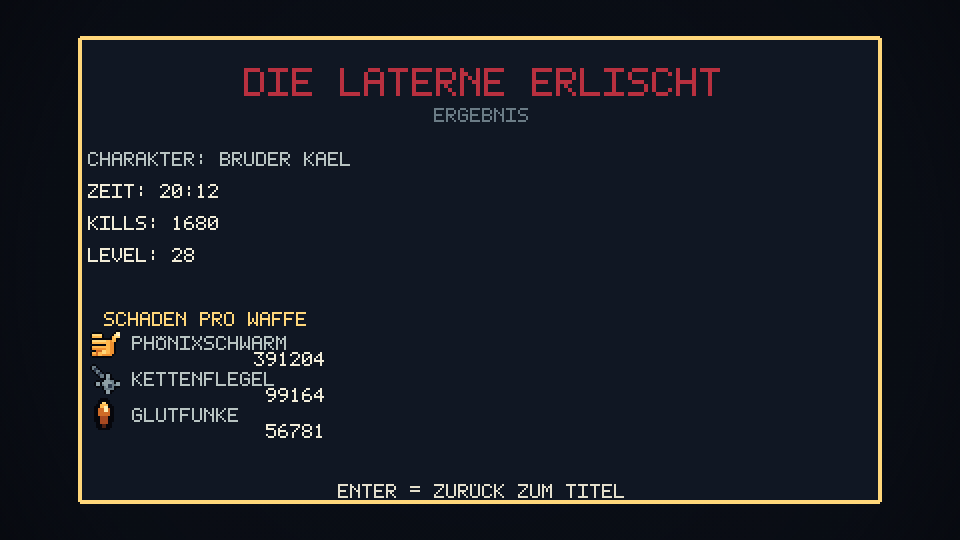 DIE LATERNE ERLISCHT
ERGEBNIS
CHARAKTER: BRUDER KAEL
ZEIT: 20:12
KILLS: 1680
LEVEL: 28
SCHADEN PRO WAFFE
PHÖNIXSCHWARM
391204
KETTENFLEGEL
99164
GLUTFUNKE
56781
ENTER = ZURÜCK ZUM TITEL